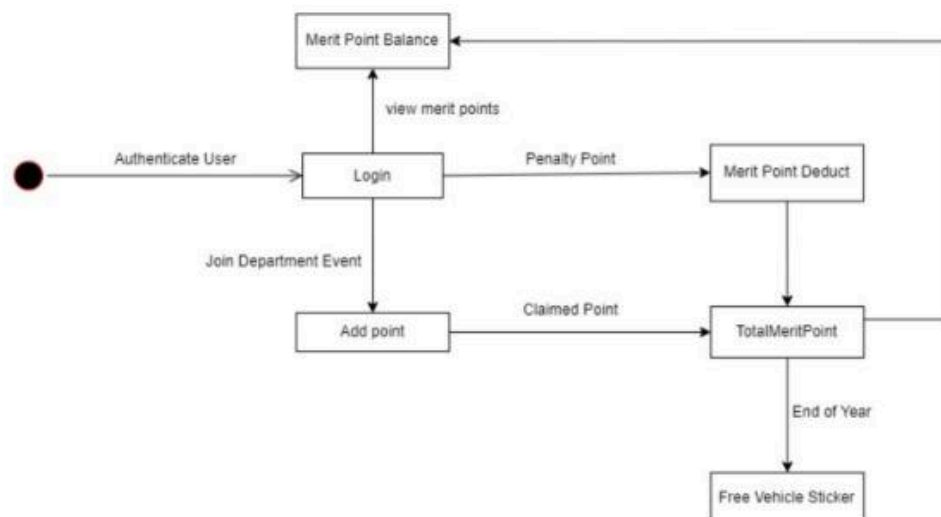 Merit Point Balance
view merit points
Authenticate User
Login
Penalty Point
Merit Point Deduct
Join Department Event
Add point
Claimed Point
TotalMeritPoint
End of Year
Free Vehicle Sticker